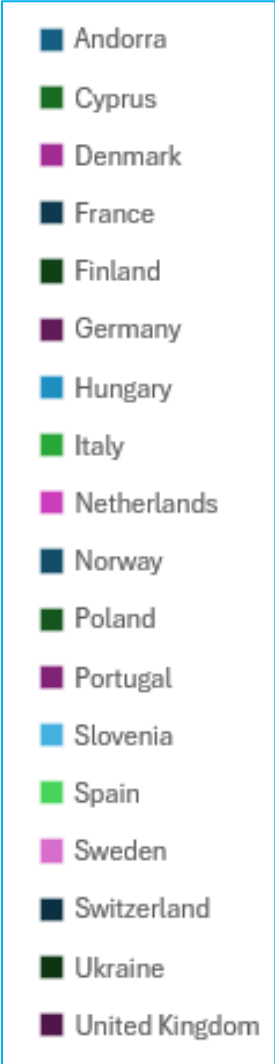 Andorra
Cyprus
Denmark
France
Finland
Germany
Hungary
Italy
Netherlands
Norway
Poland
Portugal
Slovenia
Spain
Sweden
Switzerland
Ukraine
United Kingdom